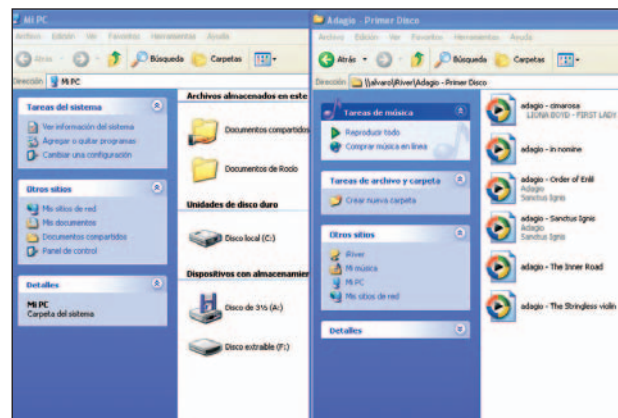 Mi PC
Archivo Edición Ver Favoritos Herramientas Ayuda
Atrás Búsqueda Carpetas
Dirección Mi PC
Tareas del sistema
Ver información del sistema
Agregar o quitar programas
Cambiar una configuración
Otros sitios
Mis sitios de red
Mis documentos
Documentos compartidos
Panel de control
Detalles
Mi PC
Carpeta del sistema
Archivos almacenados en este
Documentos compartidos
Documentos de Rocio
Unidades de disco duro
Disco local (C:)
Dispositivos con almacenamier
Disco de 3½ (A:)
Disco extraíble (F:)
Adagio - Primer Disco
Archivo Edición Ver Favoritos Herramientas Ayuda
Atrás Búsqueda Carpetas
Dirección \\alvarol\iRiver\Adagio - Primer Disco
Tareas de música
Reproducir todo
Comprar música en línea
Tareas de archivo y carpeta
Crear nueva carpeta
Otros sitios
iRiver
Mi música
Mi PC
Mis sitios de red
Detalles
adagio - cimarosa
LIONA BOYD - FIRST LADY
adagio - in nomine
adagio - Order of Enlil
Adagio
Sanctus Ignis
adagio - Sanctus Ignis
Adagio
Sanctus Ignis
adagio - The Inner Road
adagio - The Stringless violin